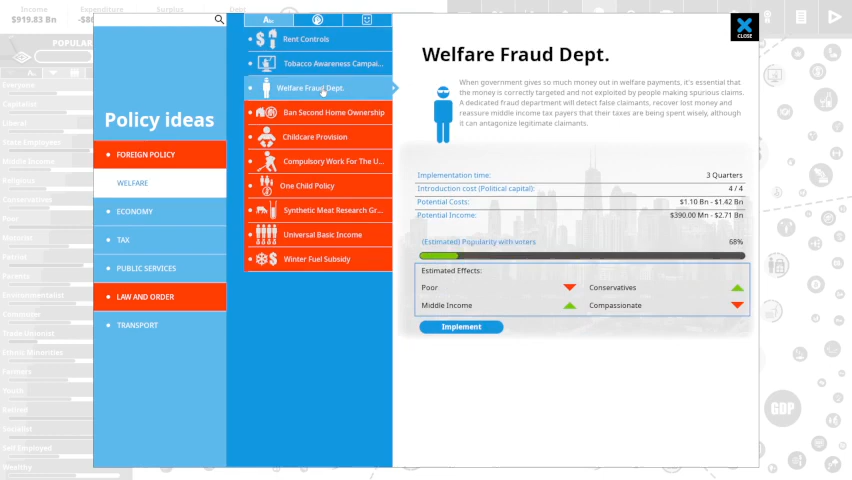 Income
Expenditure
Surplus
Debt
$919.83 Bn
POPULAR
Everyone
Capitalist
Liberal
State Employees
Middle Income
Religious
Conservatives
Poor
Motorist
Patriot
Parents
Environmentalist
Commuter
Trade Unionist
Ethnic Minorities
Farmers
Youth
Retired
Socialist
Self Employed
Wealthy
Policy ideas
FOREIGN POLICY
WELFARE
ECONOMY
TAX
PUBLIC SERVICES
LAW AND ORDER
TRANSPORT
Rent Controls
Tobacco Awareness Campai...
Welfare Fraud Dept.
Ban Second Home Ownership
Childcare Provision
Compulsory Work For The U...
One Child Policy
Synthetic Meat Research Gr...
Universal Basic Income
Winter Fuel Subsidy
CLOSE
Welfare Fraud Dept.
When government gives so much money out in welfare payments, it's essential that
the money is correctly targeted and not exploited by people making spurious claims.
A dedicated fraud department will detect false claimants, recover lost money and
reassure middle income tax payers that their taxes are being spent wisely, although
it can antagonize legitimate claimants.
Implementation time: 3 Quarters
Introduction cost (Political capital): 4 / 4
Potential Costs: $1.10 Bn - $1.42 Bn
Potential Income: $390.00 Mn - $2.71 Bn
(Estimated) Popularity with voters 68%
Estimated Effects:
Poor Conservatives
Middle Income Compassionate
Implement
GDP